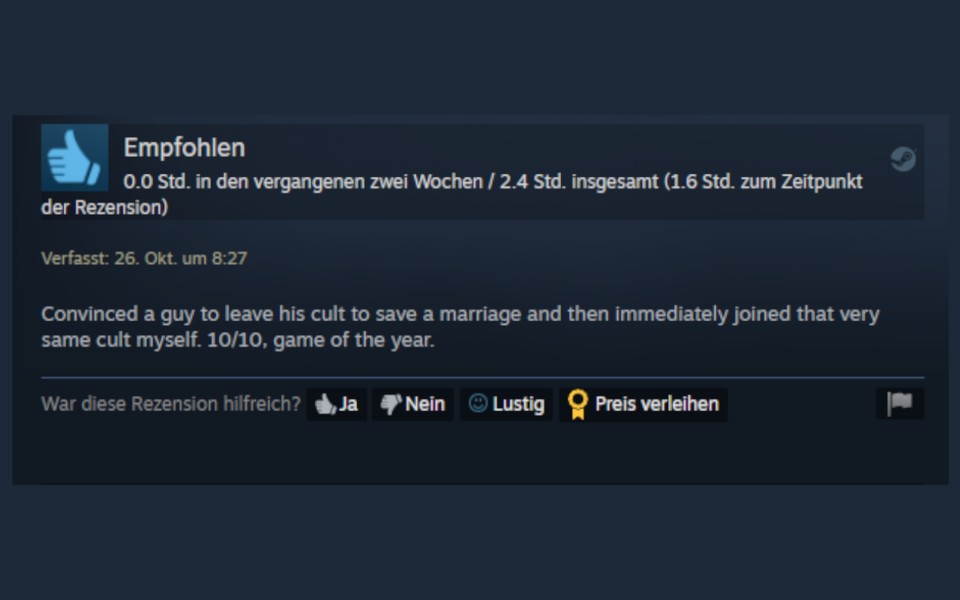 Empfohlen
0.0 Std. in den vergangenen zwei Wochen / 2.4 Std. insgesamt (1.6 Std. zum Zeitpunkt
der Rezension)
Verfasst: 26. Okt. um 8:27
Convinced a guy to leave his cult to save a marriage and then immediately joined that very
same cult myself. 10/10, game of the year.
War diese Rezension hilfreich? Ja Nein Lustig Preis verleihen